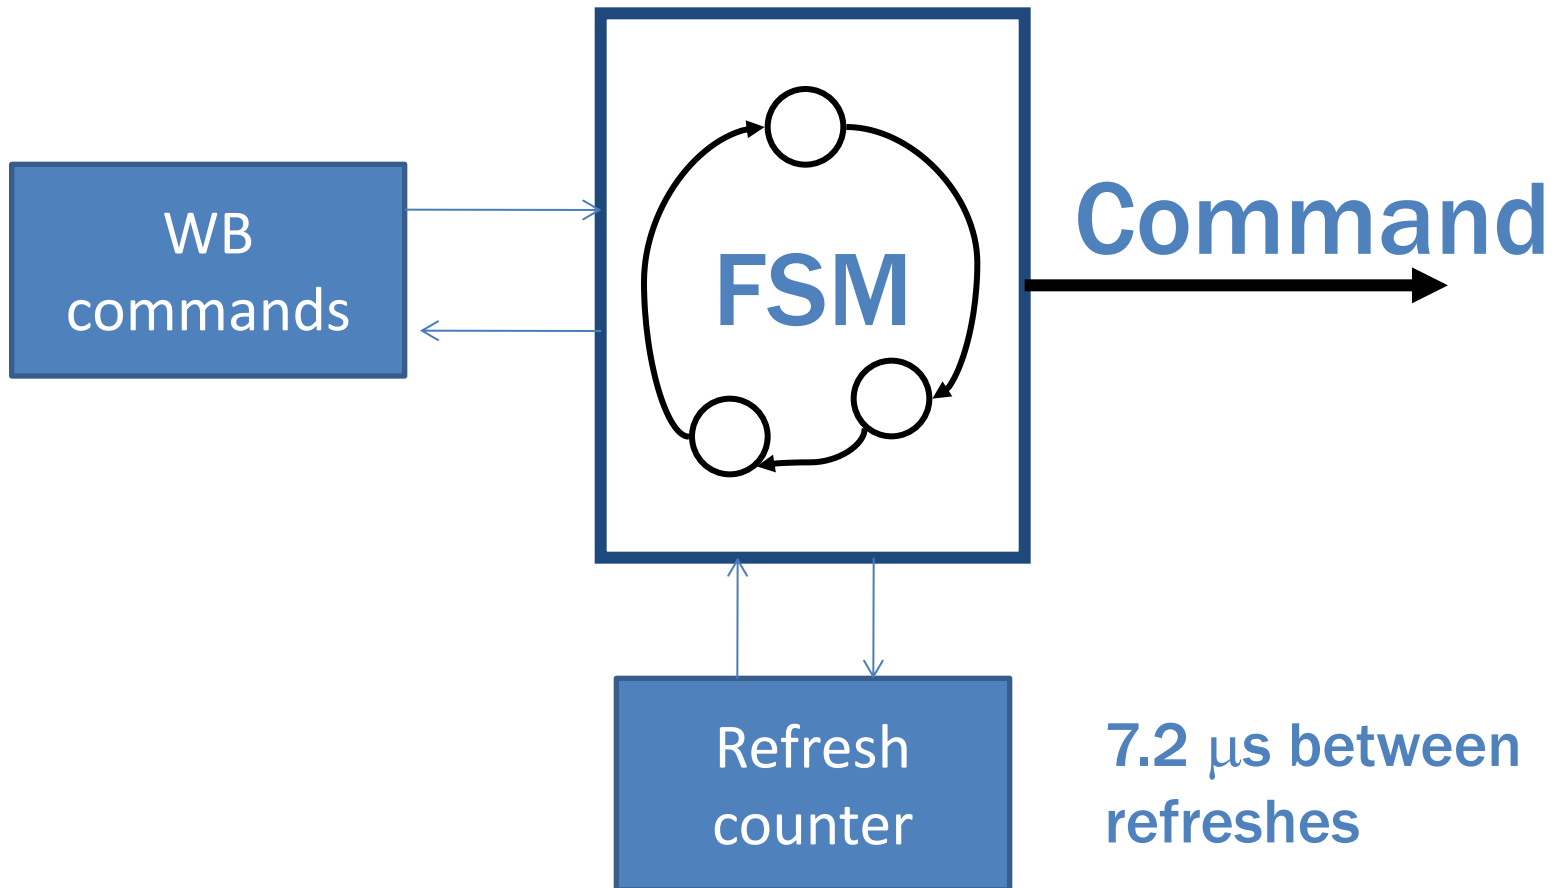 WB
commands
FSM
Command
Refresh
counter
7.2 μs between
refreshes